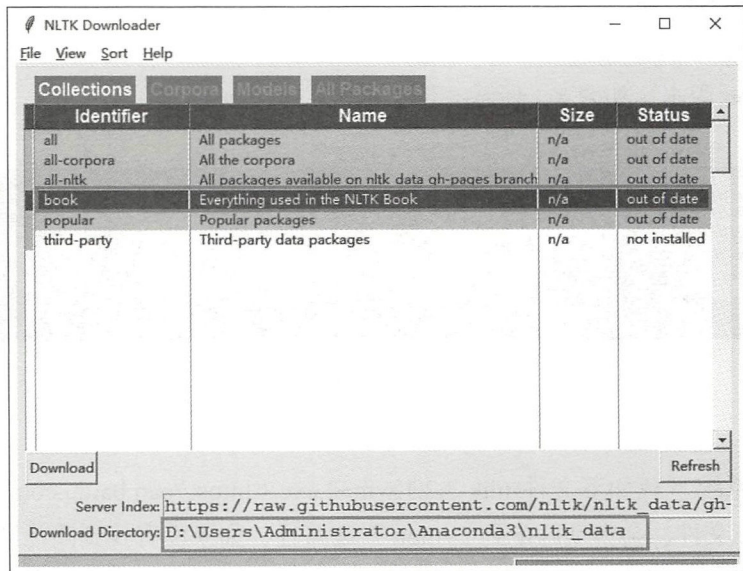 NLTK Downloader
File View Sort Help
Collections Corpora Models All Packages
Identifier Name Size Status
all All packages n/a out of date
all-corpora All the corpora n/a out of date
all-nltk All packages available on nltk_data gh-pages branch n/a out of date
book Everything used in the NLTK Book n/a out of date
popular Popular packages n/a out of date
third-party Third-party data packages n/a not installed
Download
Refresh
Server Index: https://raw.githubusercontent.com/nltk/nltk_data/gh-
Download Directory: D:\Users\Administrator\Anaconda3\nltk_data